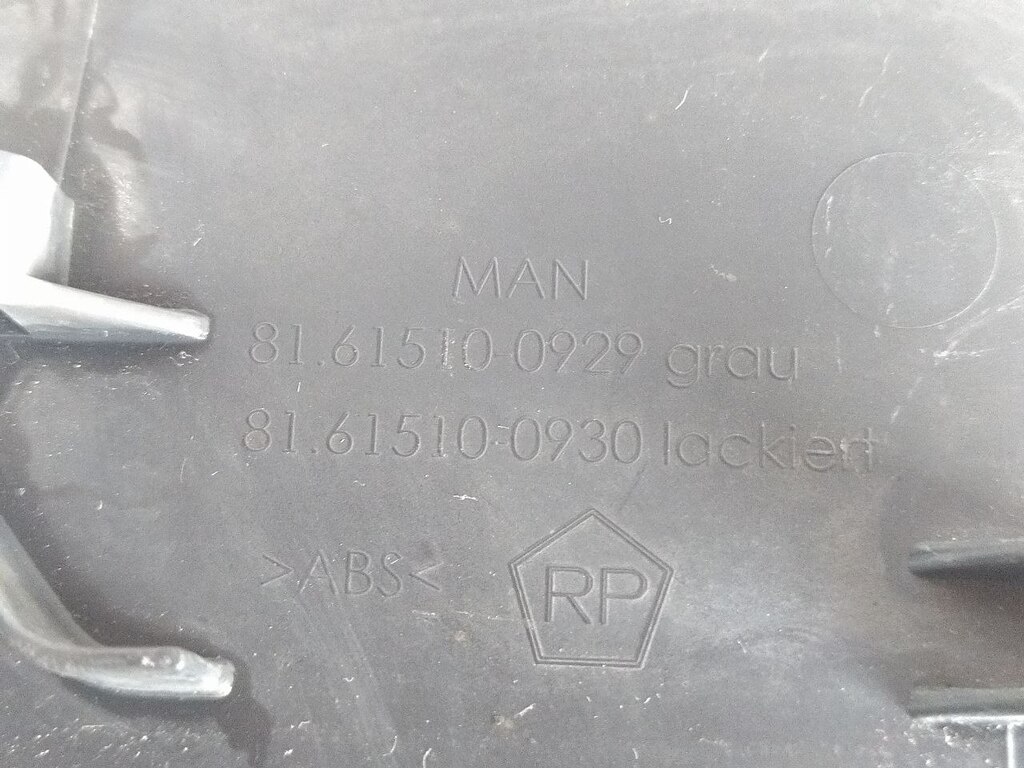 MAN
81.61510-0929 grau
81.61510-0930 lackiert
>ABS<
RP